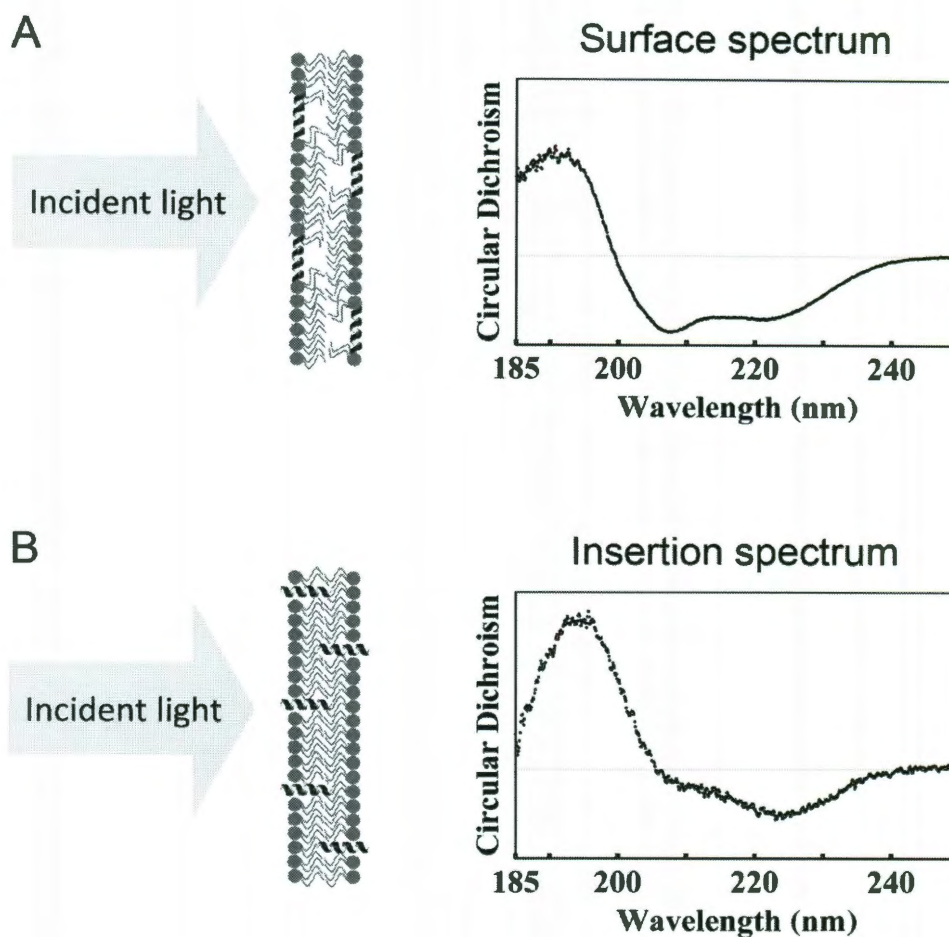 A
Surface spectrum
Incident light
Circular Dichroism
185 200 220 240
Wavelength (nm)
B
Insertion spectrum
Incident light
Circular Dichroism
185 200 220 240
Wavelength (nm)